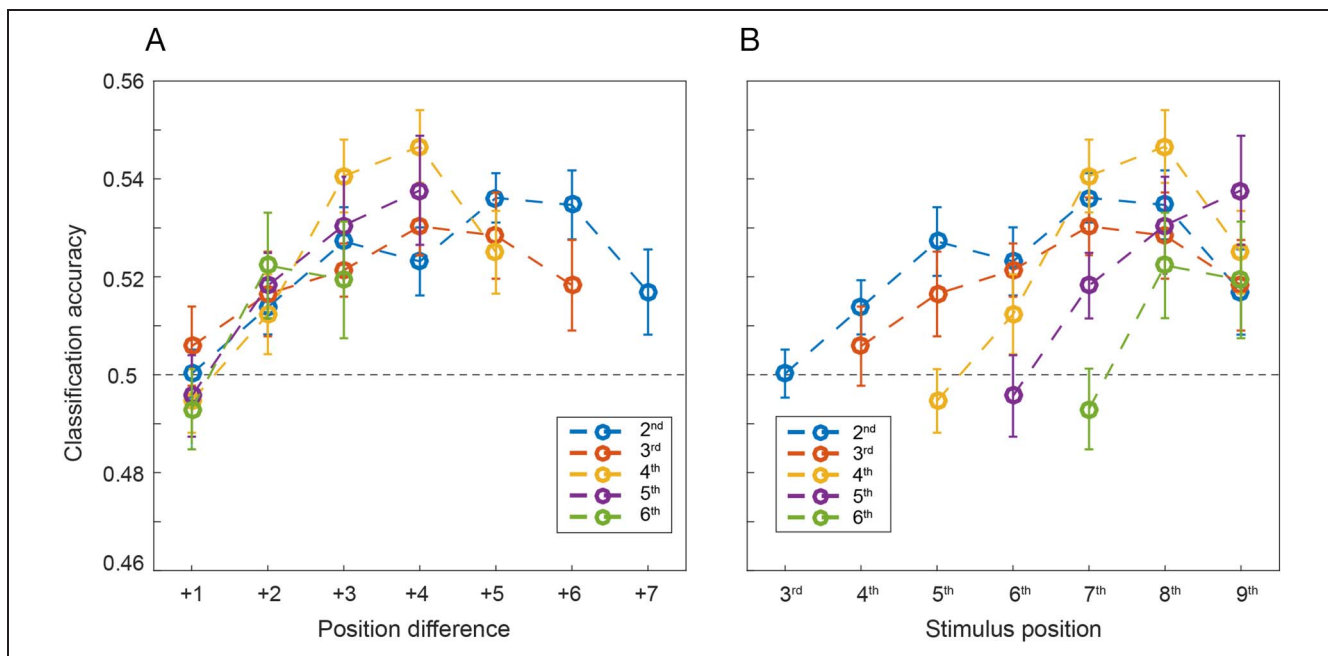 A
B
Classification accuracy
0.56
0.54
0.52
0.5
0.48
0.46
2nd
3rd
4th
5th
6th
+1 +2 +3 +4 +5 +6 +7
Position difference
2nd
3rd
4th
5th
6th
3rd 4th 5th 6th 7th 8th 9th
Stimulus position